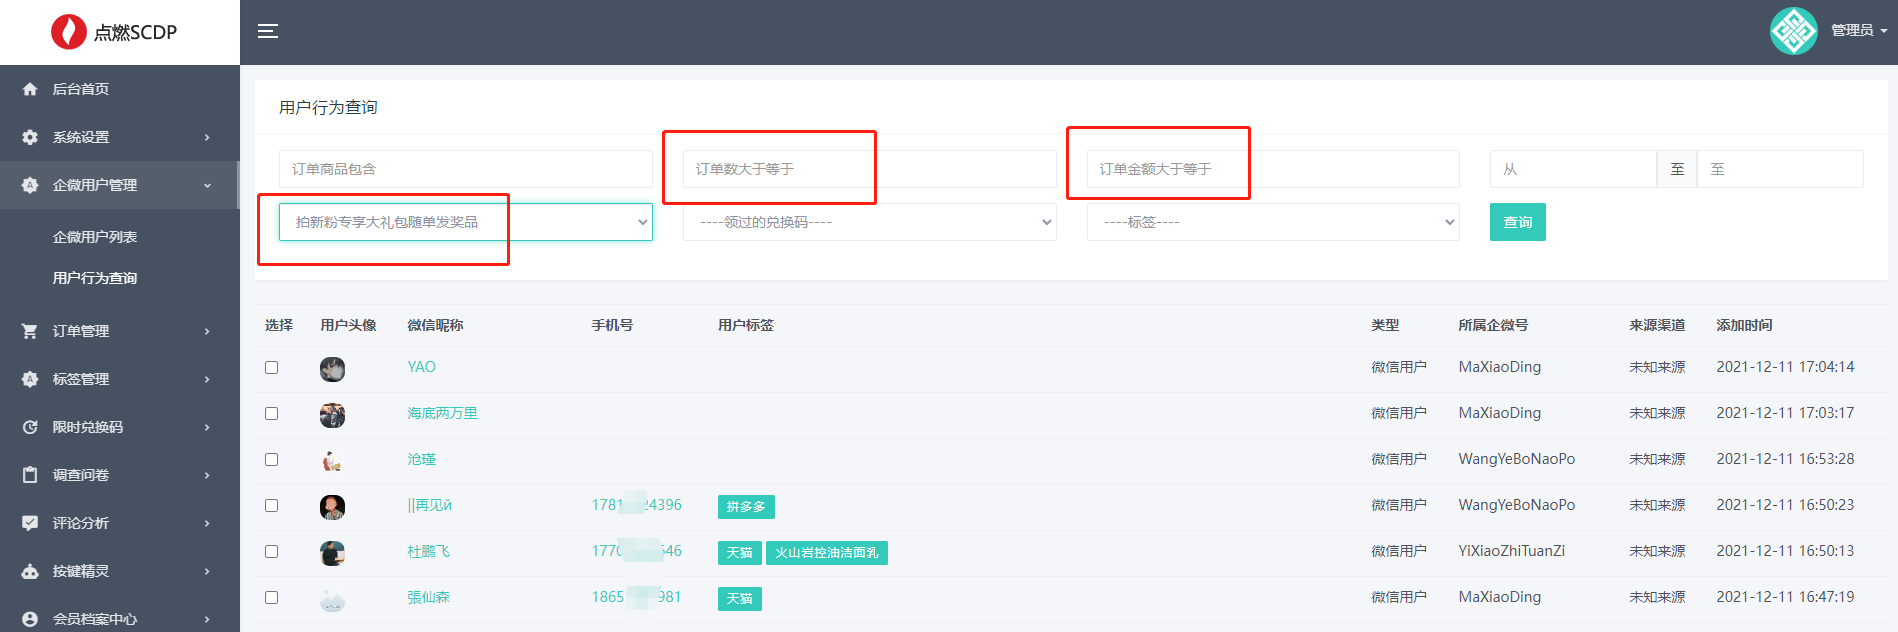 点燃SCDP
管理员
后台首页
系统设置
企微用户管理
企微用户列表
用户行为查询
订单管理
标签管理
限时兑换码
调查问卷
评论分析
按键精灵
会员档案中心
用户行为查询
订单商品包含 订单数大于等于 订单金额大于等于 从 至 至
拍新粉专享大礼包随单发奖品 ----领过的兑换码---- ----标签---- 查询
选择 用户头像 微信昵称 手机号 用户标签 类型 所属企微号 来源渠道 添加时间
YAO 微信用户 MaXiaoDing 未知来源 2021-12-11 17:04:14
海底两万里 微信用户 MaXiaoDing 未知来源 2021-12-11 17:03:17
沧瑾 微信用户 WangYeBoNaoPo 未知来源 2021-12-11 16:53:28
||再见й 1781 24396 拼多多 微信用户 WangYeBoNaoPo 未知来源 2021-12-11 16:50:23
杜鹏飞 1770 646 天猫 火山岩控油洁面乳 微信用户 YiXiaoZhiTuanZi 未知来源 2021-12-11 16:50:13
張仙森 1865 981 天猫 微信用户 MaXiaoDing 未知来源 2021-12-11 16:47:19